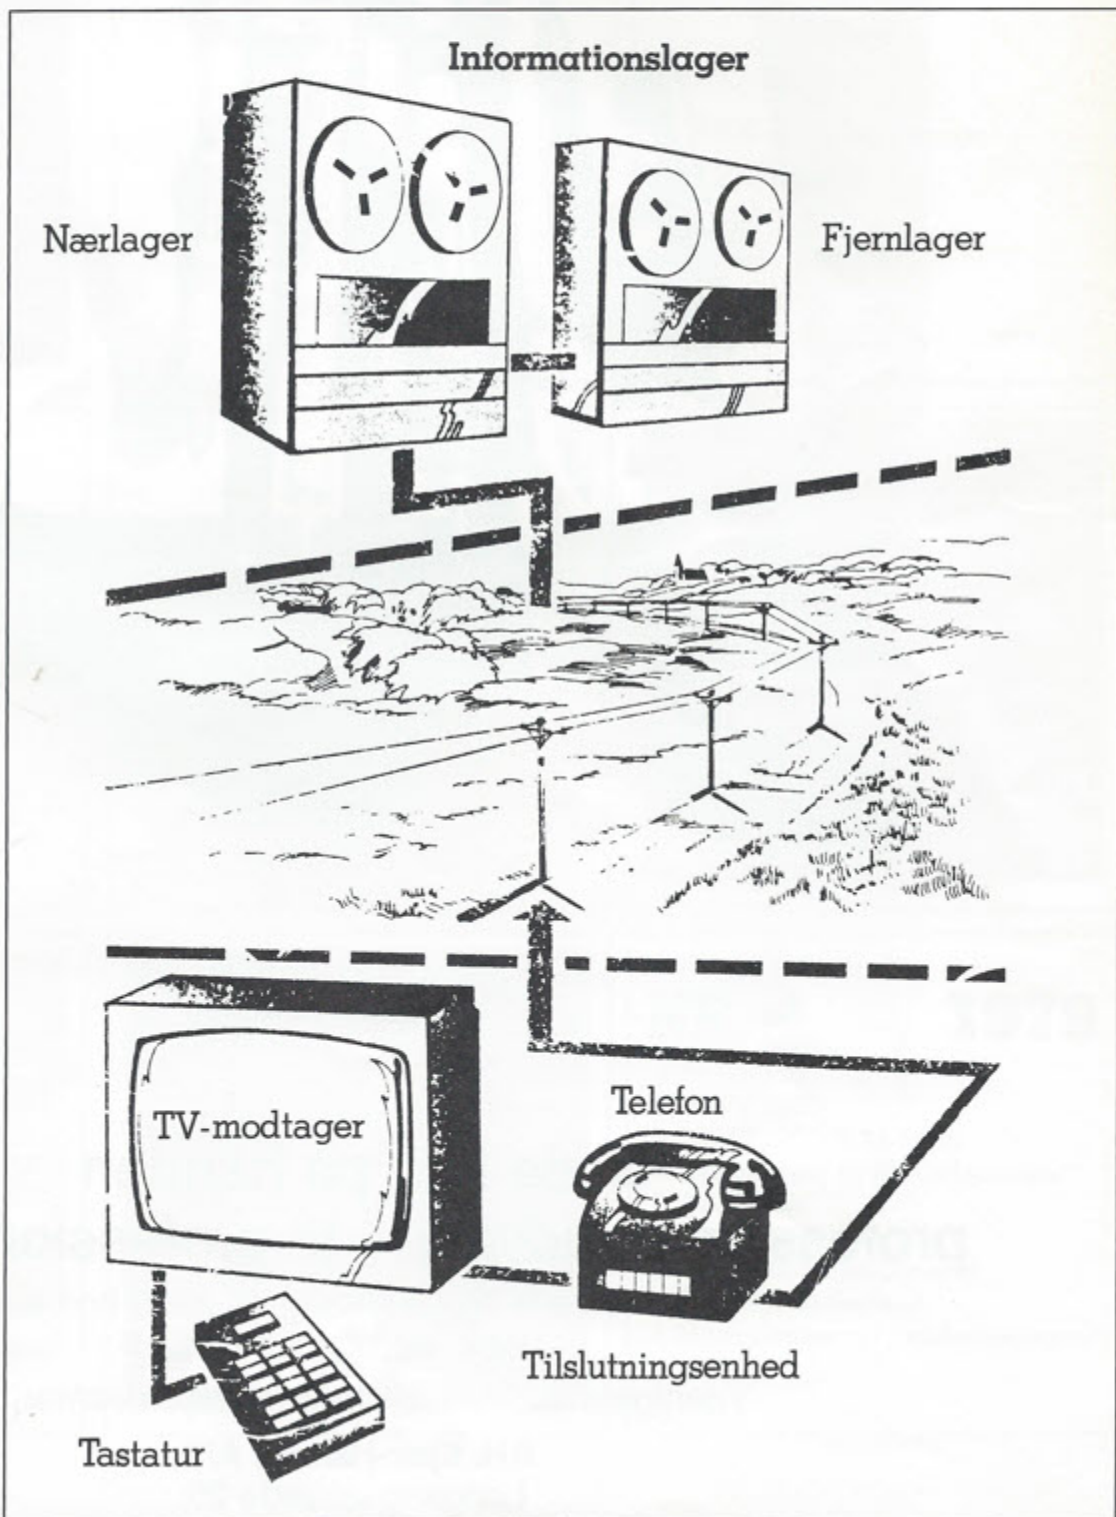 Informationslager
Nærlager
Fjernlager
TV-modtager
Telefon
Tilslutningsenhed
Tastatur